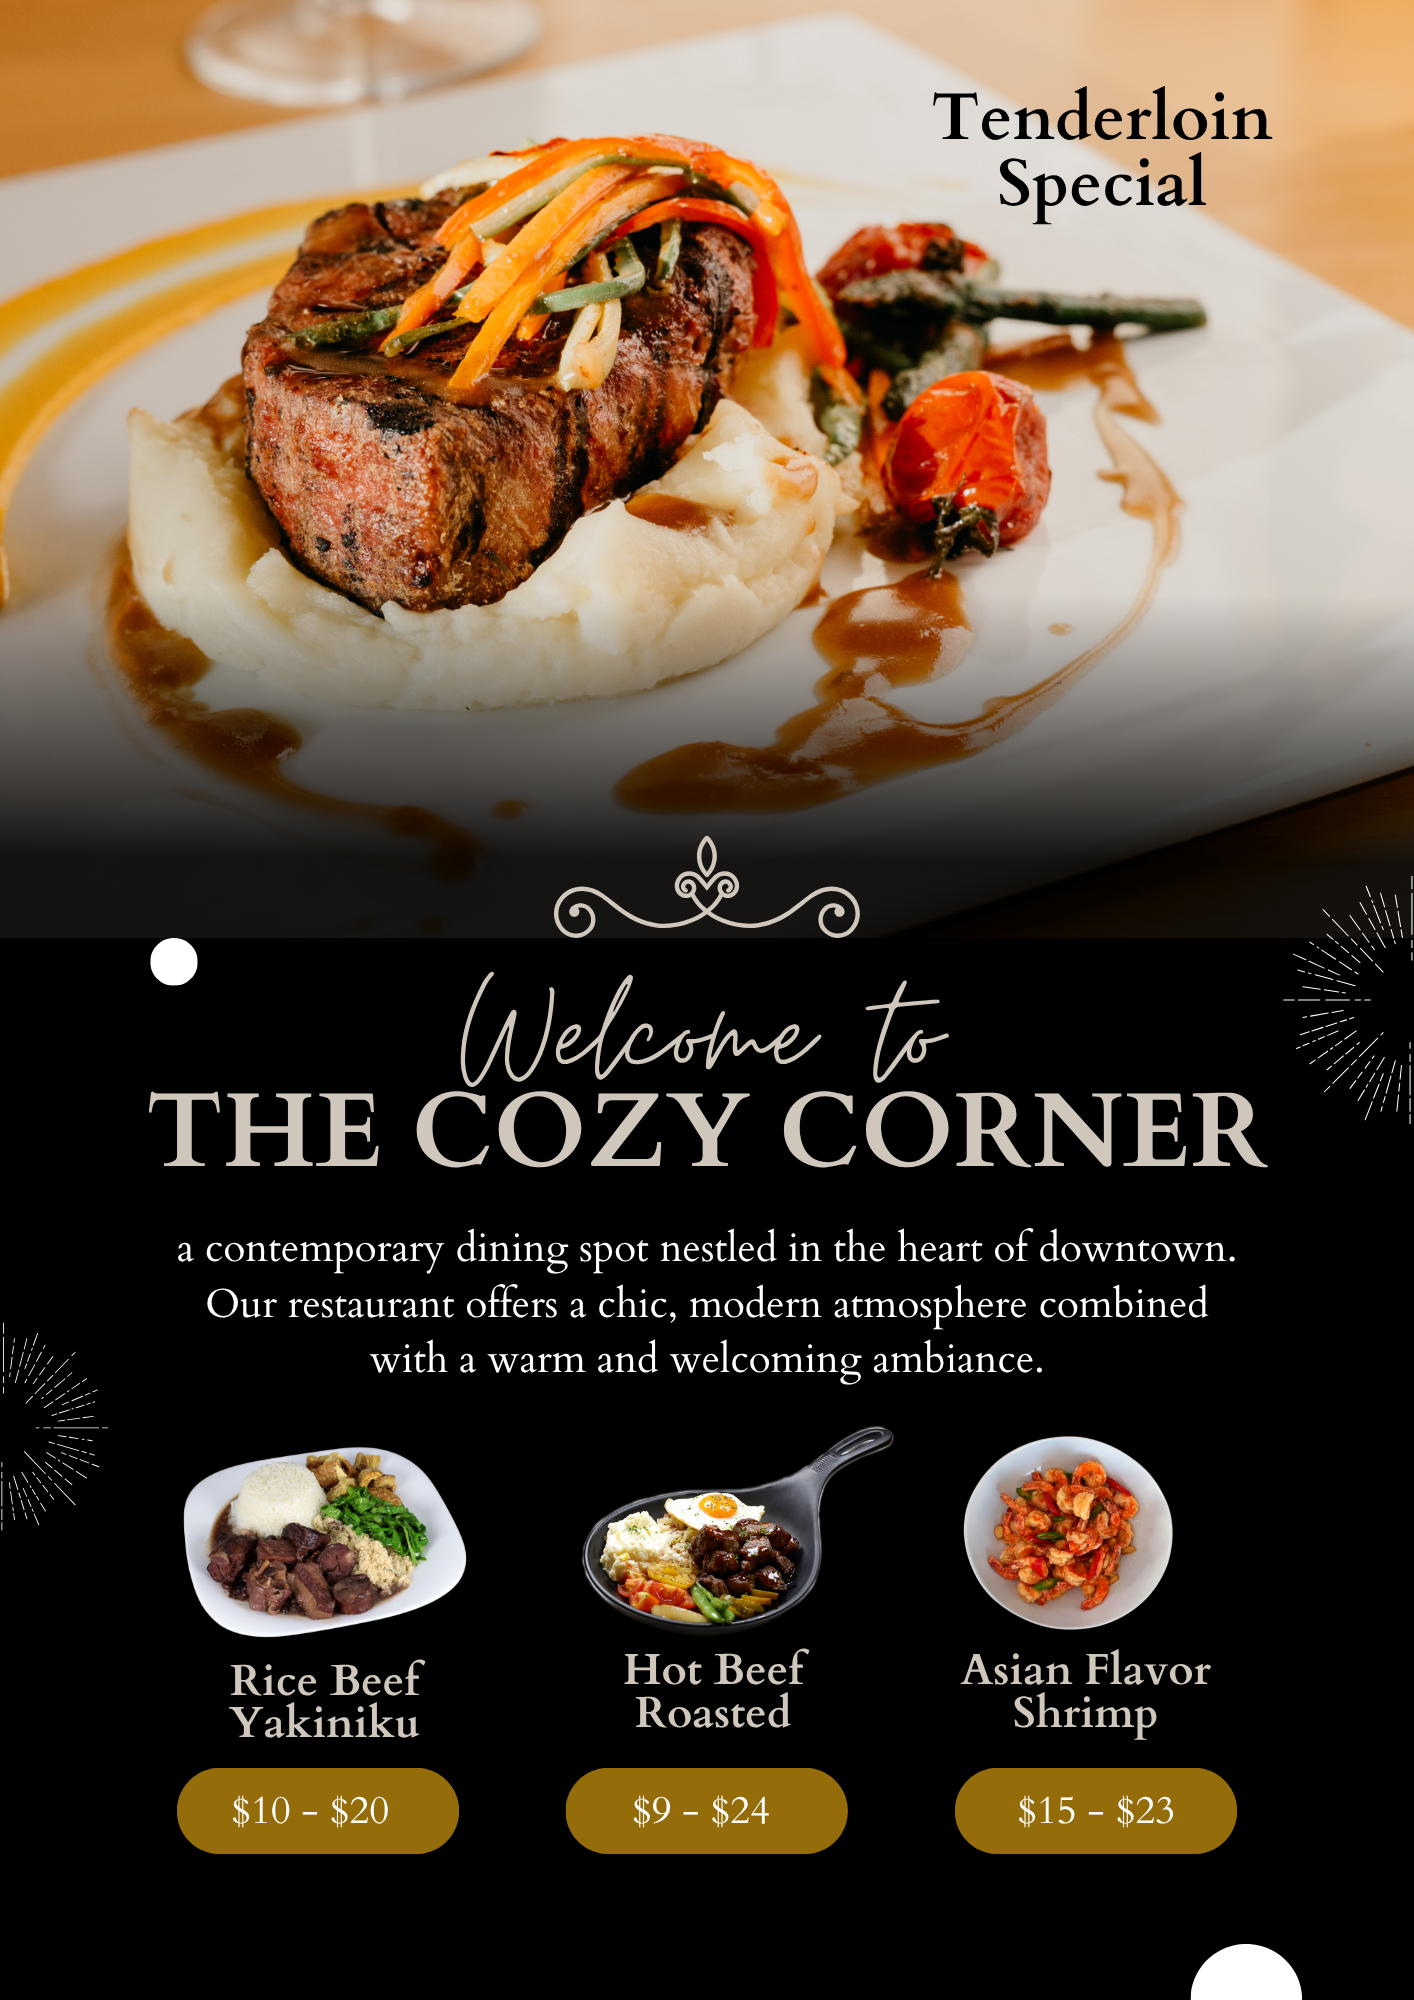 Tenderloin
Special
Welcome to
THE COZY CORNER
a contemporary dining spot nestled in the heart of downtown.
Our restaurant offers a chic, modern atmosphere combined
with a warm and welcoming ambiance.
Rice Beef
Yakiniku
$10 - $20
Hot Beef
Roasted
$9 - $24
Asian Flavor
Shrimp
$15 - $23